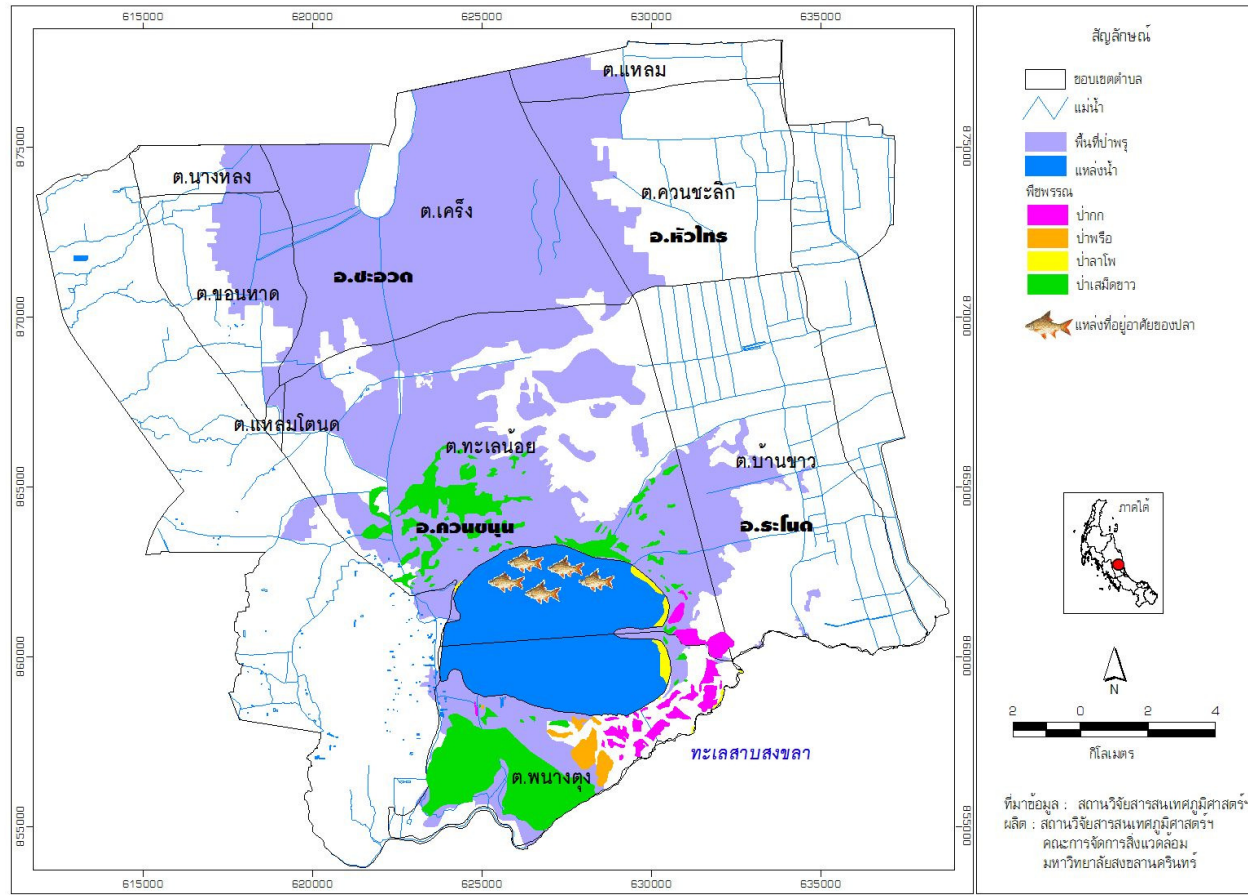 615000 620000 625000 630000 635000
875000 875000
870000 870000
865000 865000
860000 860000
855000 855000
615000 620000 625000 630000 635000
ต.แหลม
ต.นางหลง
ต.เคร็ง
ต.ควนชะลิก
อ.หัวไทร
อ.ชะอวด
ต.ขอนหาด
ต.แหลมโตนด
ต.ทะเลน้อย
ต.บ้านขาว
อ.ควนขนุน
อ.ระโนด
ทะเลสาบสงขลา
ต.พนางตุง
สัญลักษณ์
ขอบเขตตำบล
แม่น้ำ
พื้นที่ป่าพรุ
แหล่งน้ำ
พืชพรรณ
ป่ากก
ป่าพรือ
ป่าลาโพ
ป่าเสม็ดขาว
แหล่งที่อยู่อาศัยของปลา
ภาคใต้
N
2 0 2 4
กิโลเมตร
ที่มาข้อมูล : สถานวิจัยสารสนเทศภูมิศาสตร์ฯ
ผลิต : สถานวิจัยสารสนเทศภูมิศาสตร์ฯ
คณะการจัดการสิ่งแวดล้อม
มหาวิทยาลัยสงขลานครินทร์